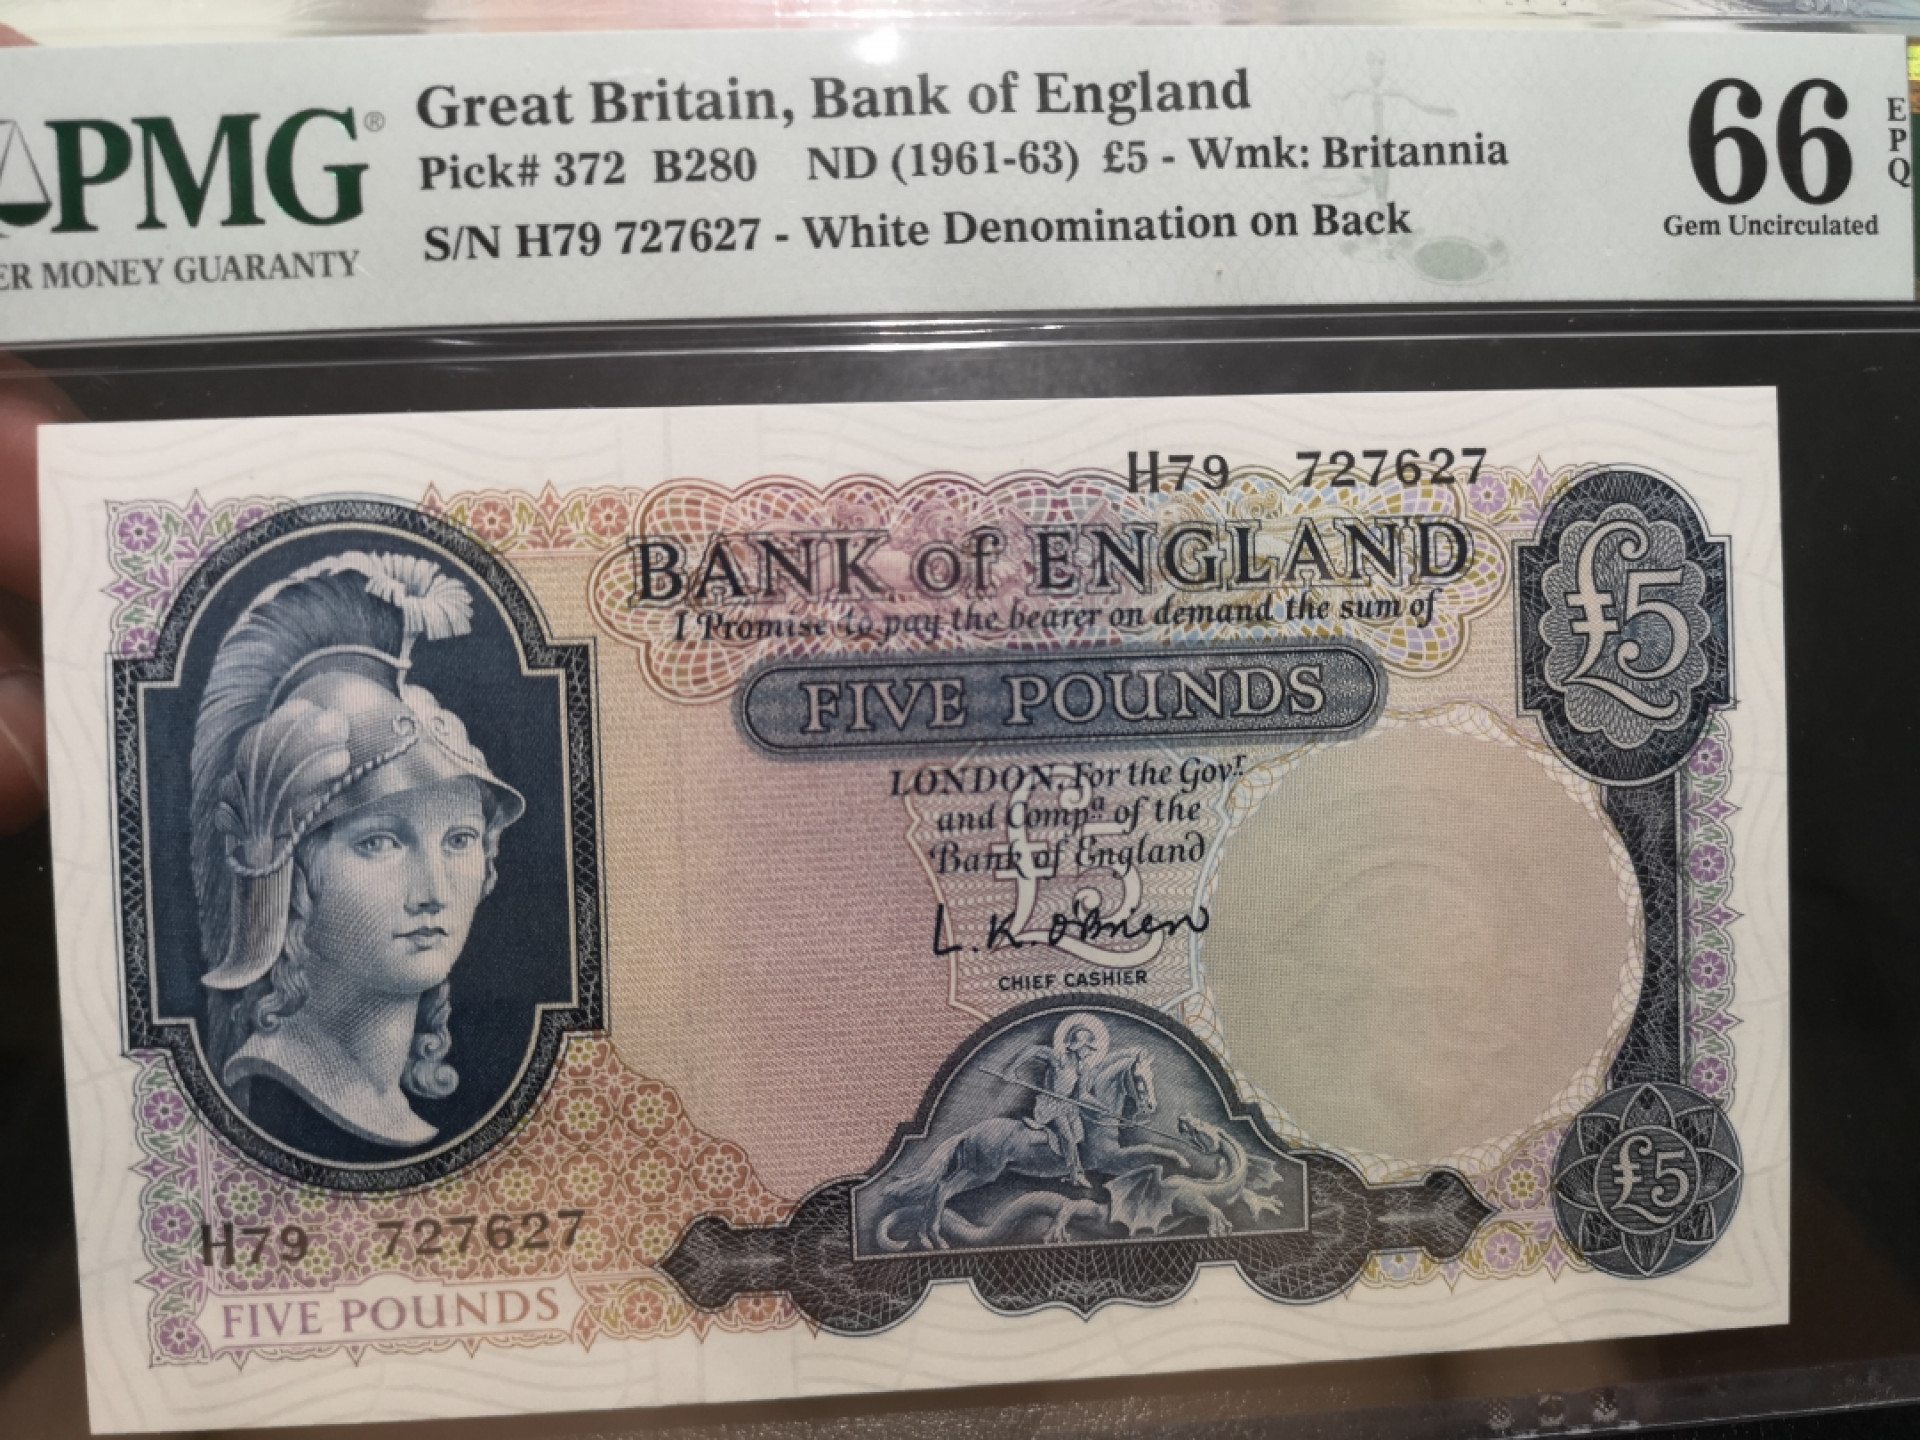 PMG®
ER MONEY GUARANTY
Great Britain, Bank of England
Pick# 372 B280 ND (1961-63) £5 - Wmk: Britannia
S/N H79 727627 - White Denomination on Back
66
EPQ
Gem Uncirculated
H79 727627
BANK of ENGLAND
I Promise to pay the bearer on demand the sum of
FIVE POUNDS
£5
LONDON, For the Govr.
and Compa. of the
Bank of England
£5
L.K. O'Brien
CHIEF CASHIER
£5
H79 727627
FIVE POUNDS